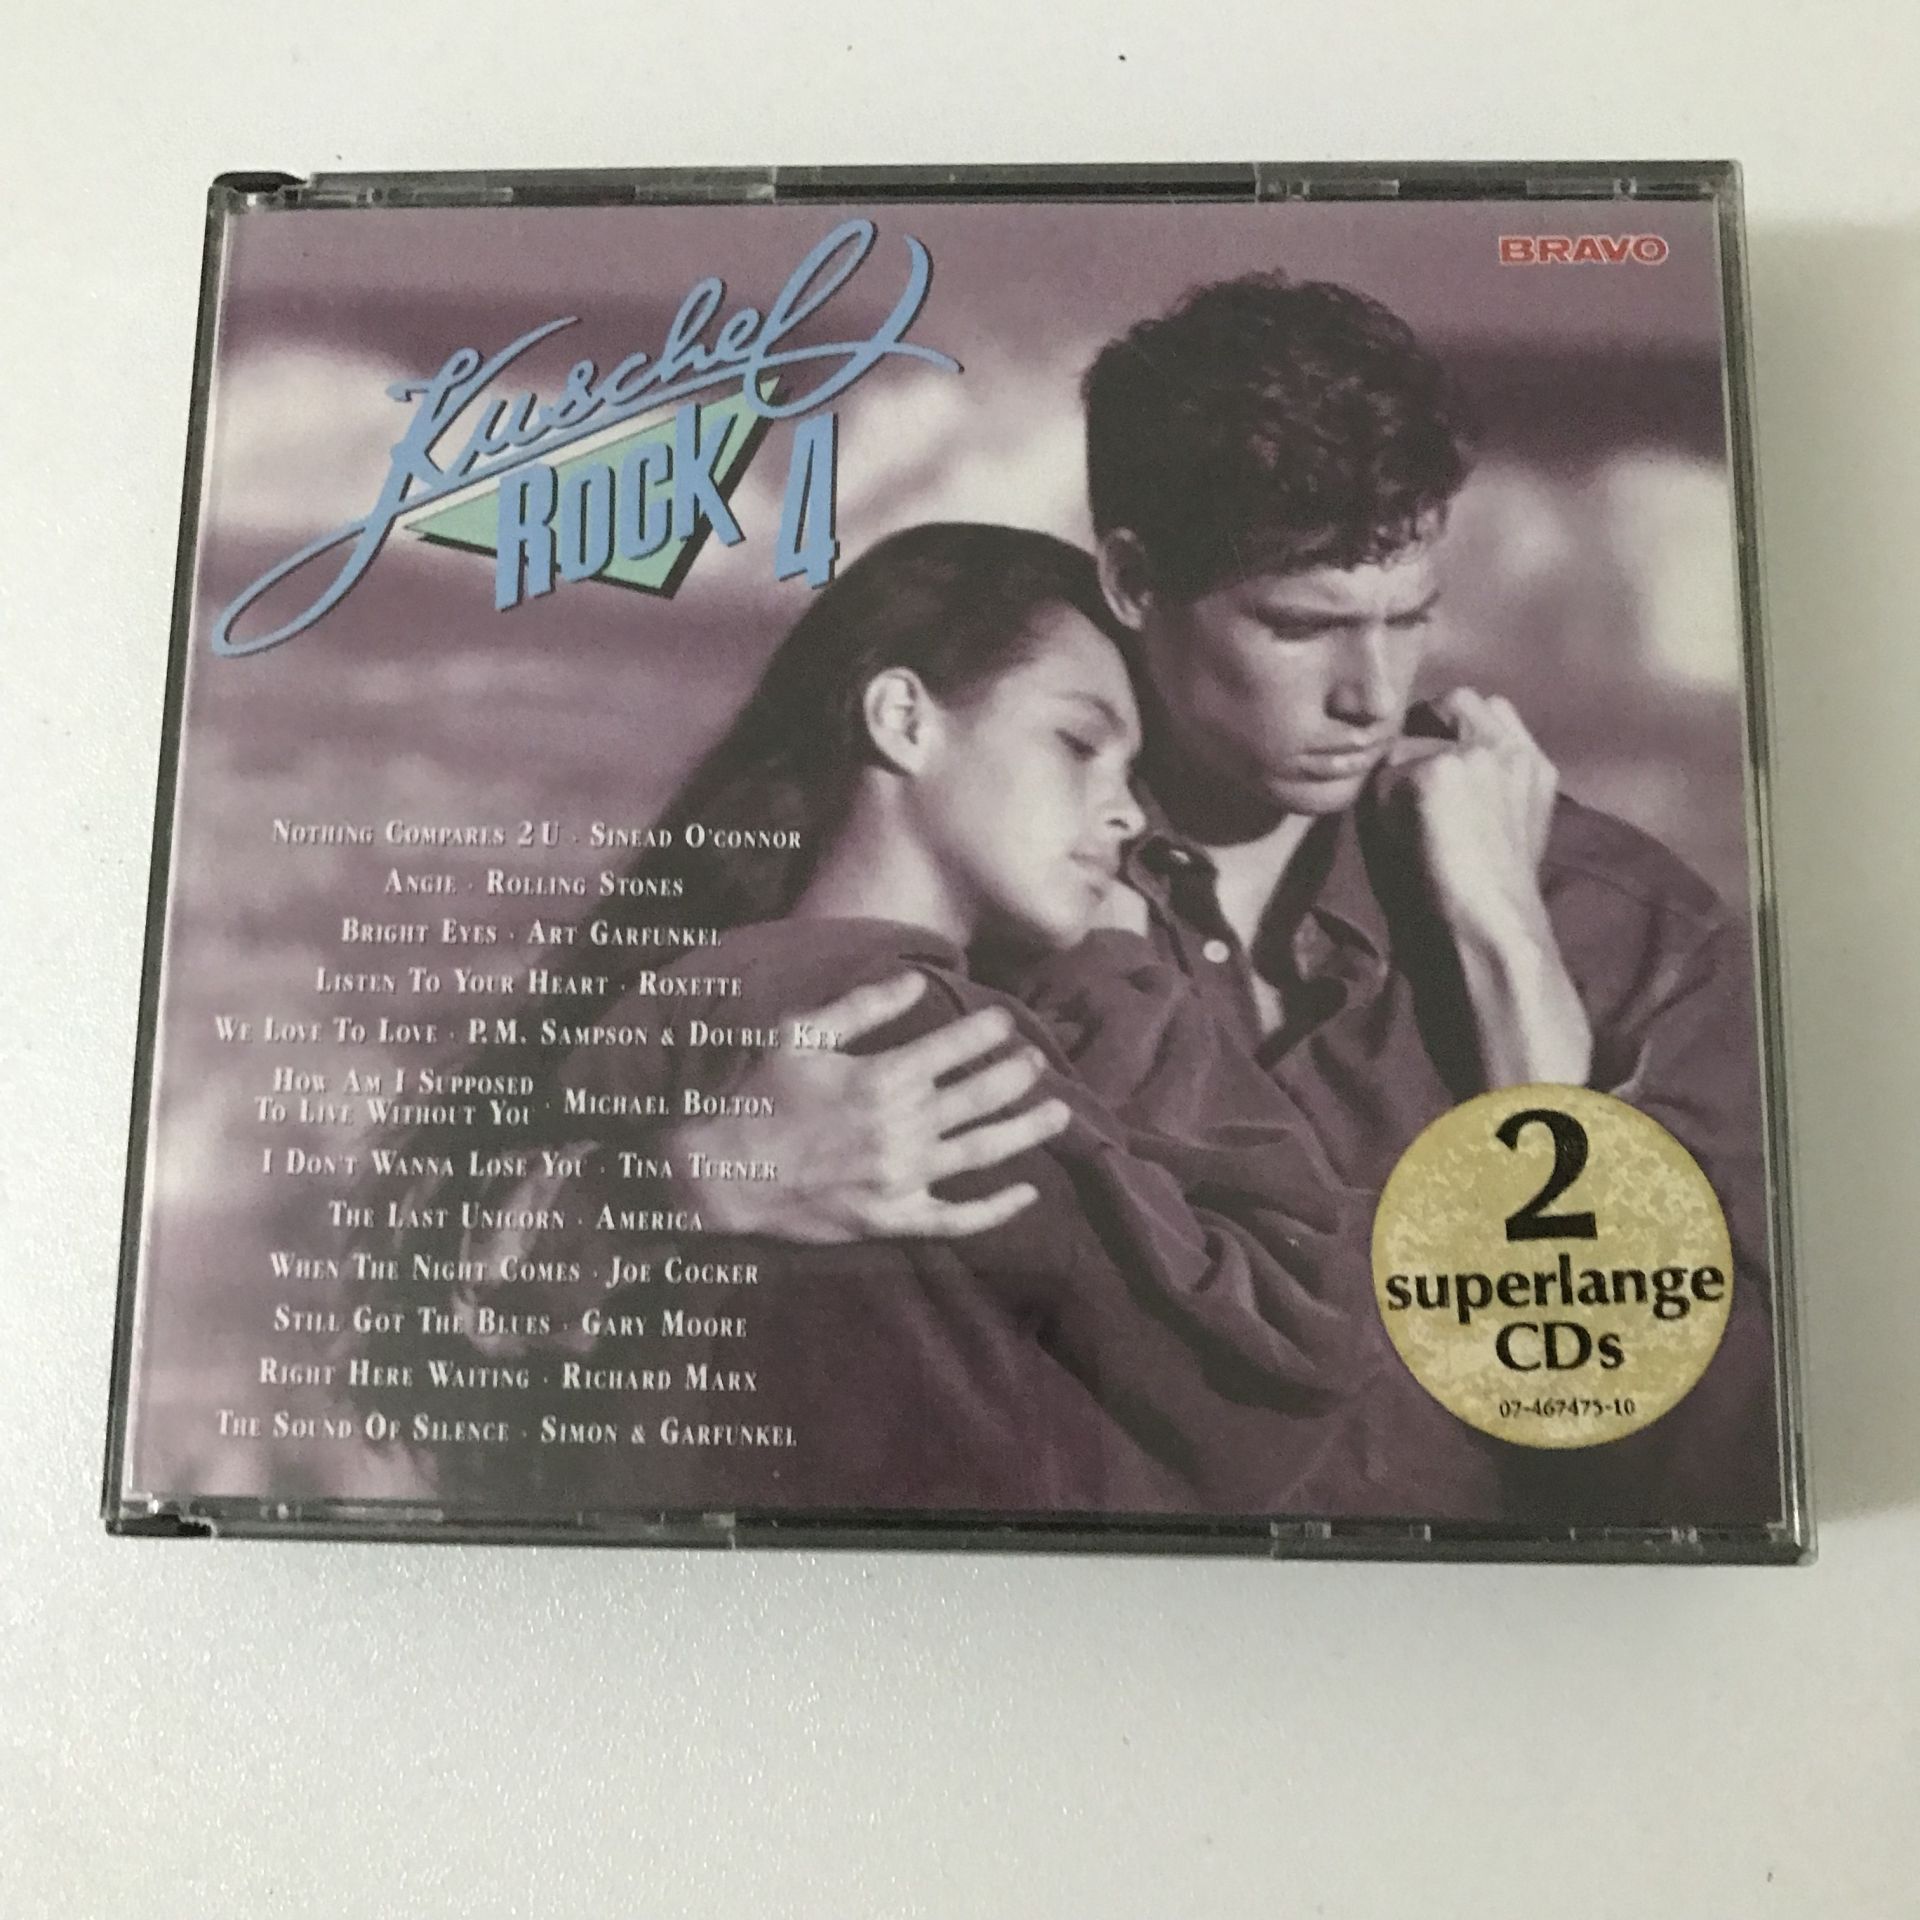 BRAVO
Kuschel
ROCK 4
NOTHING COMPARES 2 U · SINEAD O'CONNOR
ANGIE · ROLLING STONES
BRIGHT EYES · ART GARFUNKEL
LISTEN TO YOUR HEART · ROXETTE
WE LOVE TO LOVE · P.M. SAMPSON & DOUBLE KEY
HOW AM I SUPPOSED
TO LIVE WITHOUT YOU · MICHAEL BOLTON
I DON'T WANNA LOSE YOU · TINA TURNER
THE LAST UNICORN · AMERICA
WHEN THE NIGHT COMES · JOE COCKER
STILL GOT THE BLUES · GARY MOORE
RIGHT HERE WAITING · RICHARD MARX
THE SOUND OF SILENCE · SIMON & GARFUNKEL
2
superlange
CDs
07-467475-10